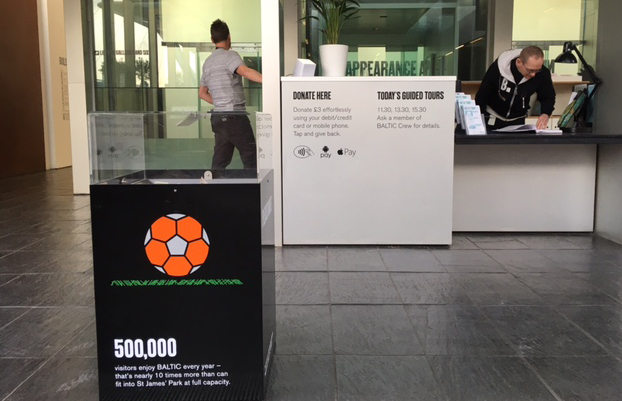 APPEARANCE A
DONATE HERE
Donate £3 effortlessly
using your debit/credit
card or mobile phone.
Tap and give back.
pay
Pay
TODAY'S GUIDED TOURS
11.30, 13.30, 15.30
Ask a member of
BALTIC Crew for details.
500,000
visitors enjoy BALTIC every year –
that's nearly 10 times more than can
fit into St James' Park at full capacity.